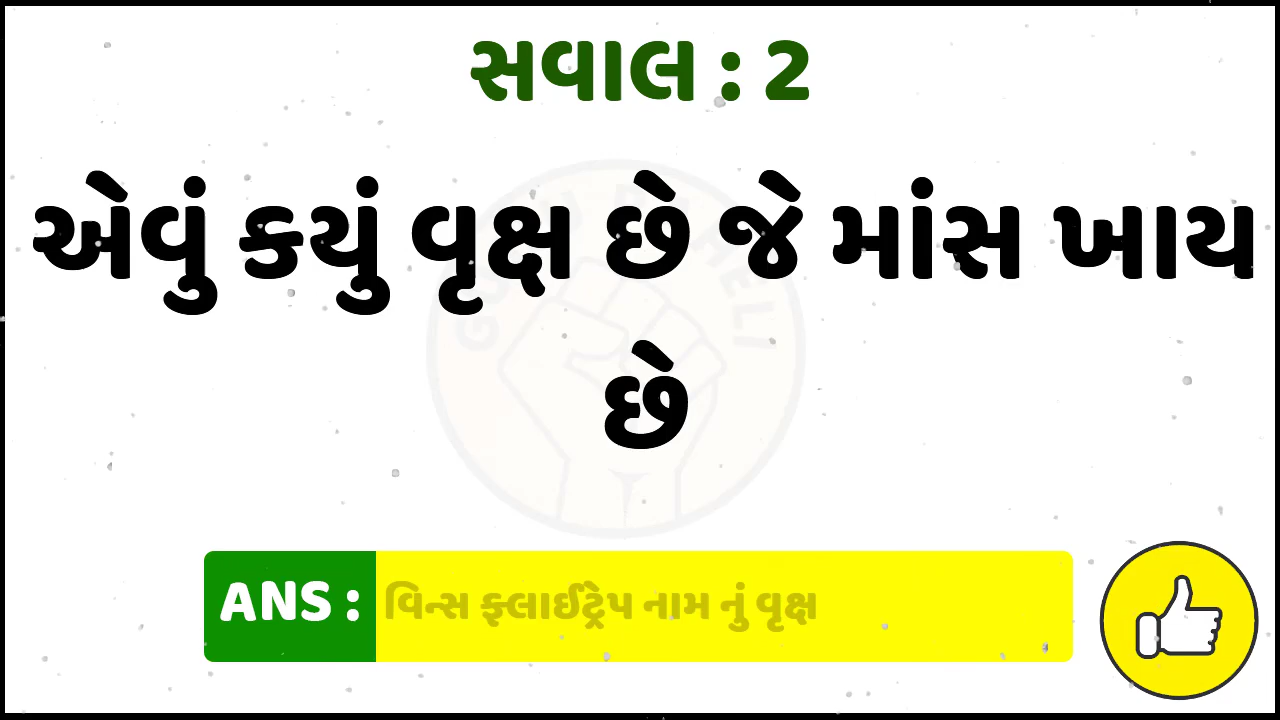 સવાલ : 2
એવું કયું વૃક્ષ છે જે માંસ ખાય
છે
ANS : વિન્સ ફ્લાઈટ્રેપ નામ નું વૃક્ષ